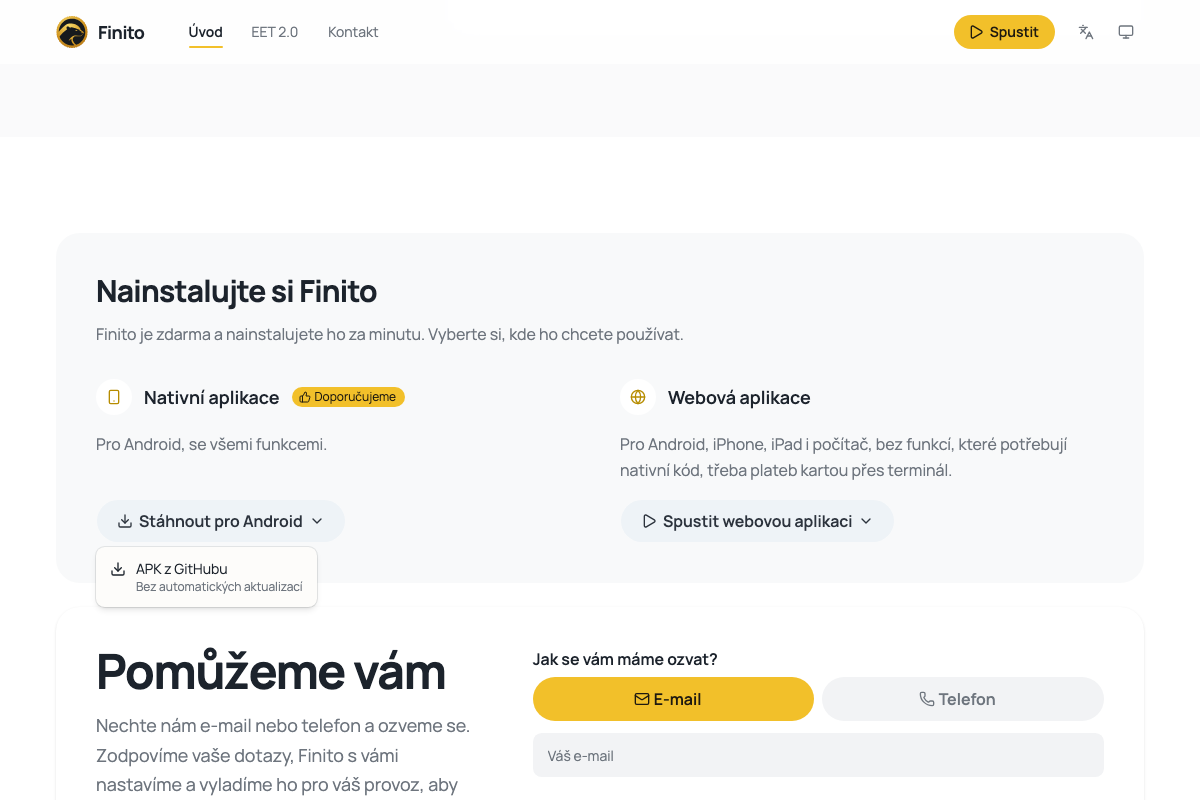 Finito
Úvod
EET 2.0
Kontakt
Spustit
Nainstalujte si Finito
Finito je zdarma a nainstalujete ho za minutu. Vyberte si, kde ho chcete používat.
Nativní aplikace
Doporučujeme
Pro Android, se všemi funkcemi.
Stáhnout pro Android
APK z GitHubu
Bez automatických aktualizací
Webová aplikace
Pro Android, iPhone, iPad i počítač, bez funkcí, které potřebují
nativní kód, třeba plateb kartou přes terminál.
Spustit webovou aplikaci
Pomůžeme vám
Nechte nám e-mail nebo telefon a ozveme se.
Zodpovíme vaše dotazy, Finito s vámi
nastavíme a vyladíme ho pro váš provoz, aby
Jak se vám máme ozvat?
E-mail
Telefon
Váš e-mail